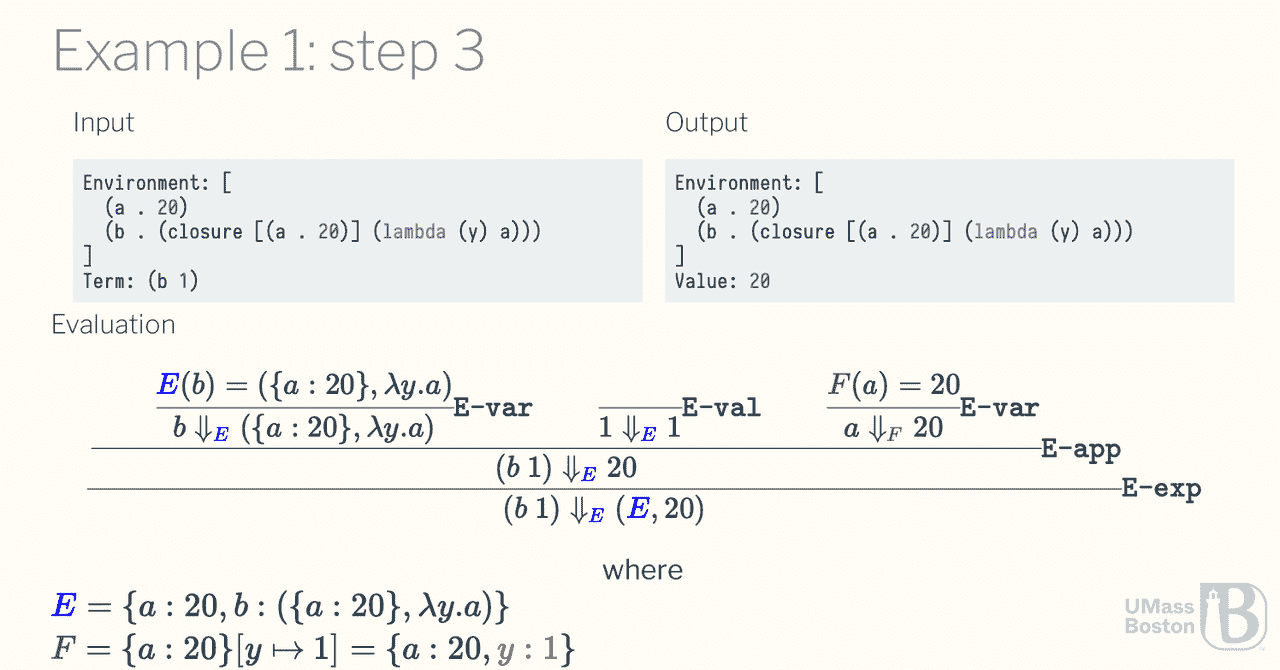 Example 1: step 3
Input
Environment: [
(a . 20)
(b . (closure [(a . 20)] (lambda (y) a)))
]
Term: (b 1)
Output
Environment: [
(a . 20)
(b . (closure [(a . 20)] (lambda (y) a)))
]
Value: 20
Evaluation
E(b) = ({a : 20}, λy.a)
E-var
b ⇓E ({a : 20}, λy.a)
E-val
1 ⇓E 1
F(a) = 20
E-var
a ⇓F 20
E-app
(b 1) ⇓E 20
E-exp
(b 1) ⇓E (E, 20)
where
E = {a : 20, b : ({a : 20}, λy.a)}
F = {a : 20}[y ↦ 1] = {a : 20, y : 1}
UMass
Boston
B